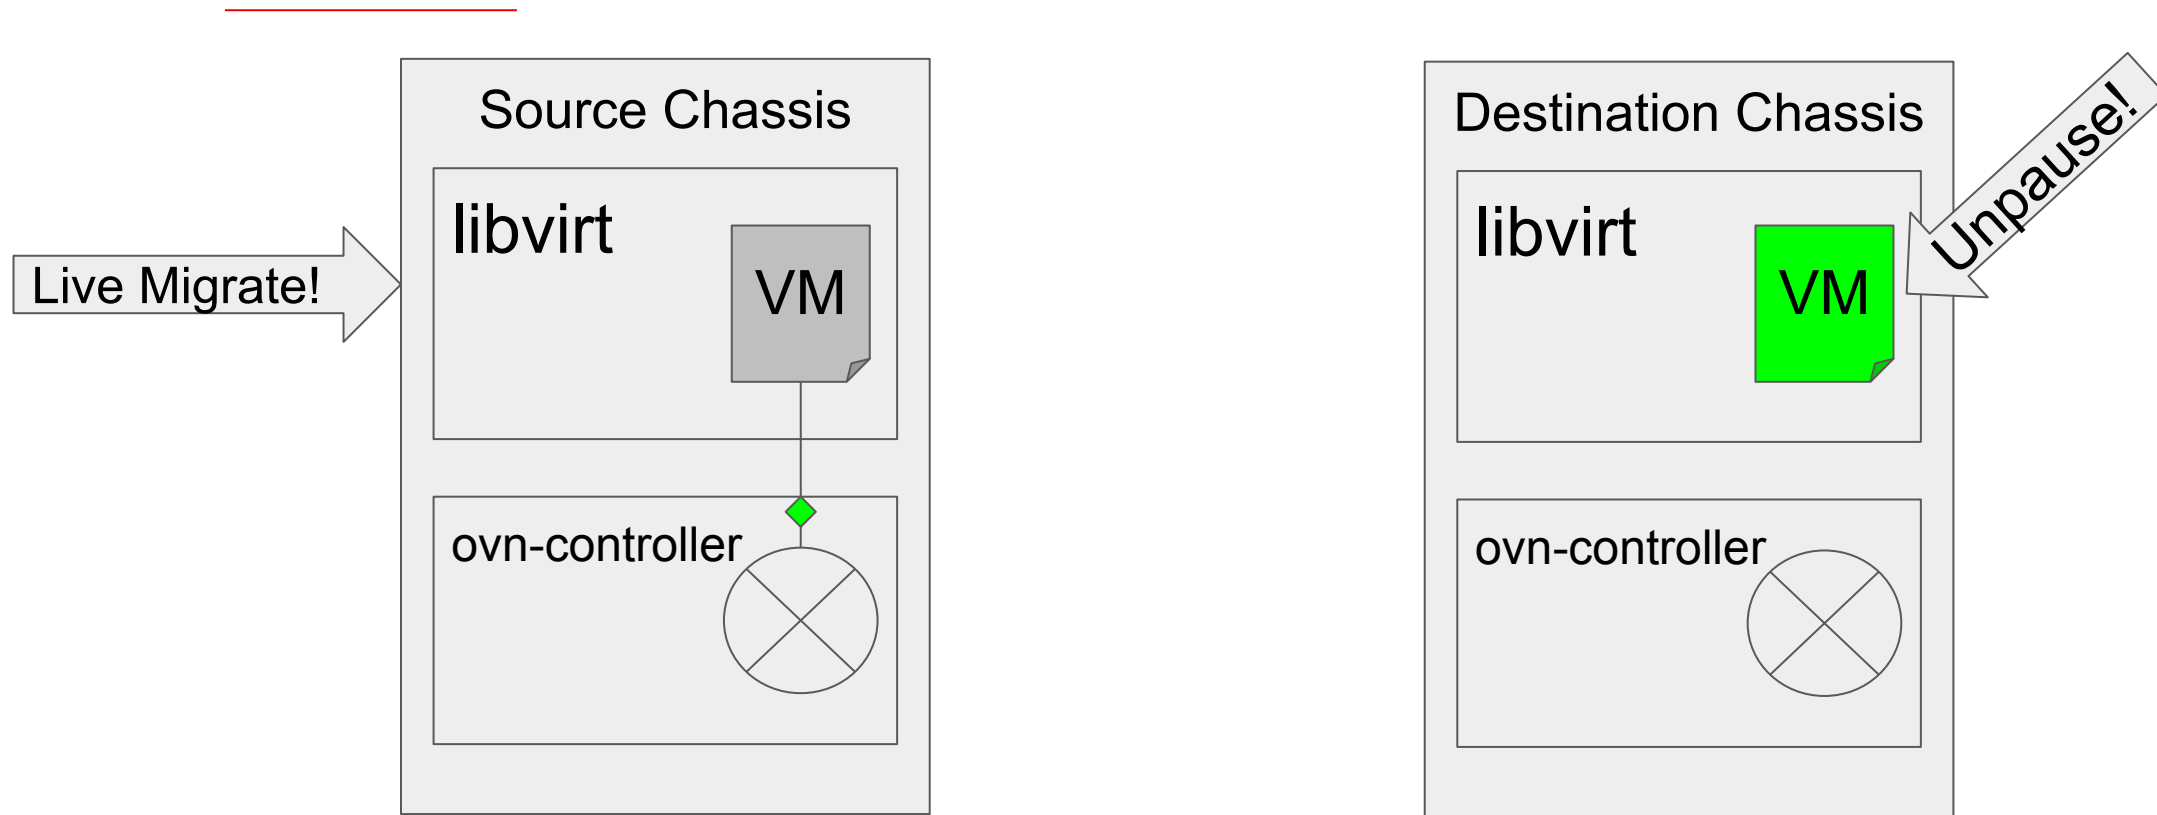 Source Chassis
libvirt
VM
Live Migrate!
ovn-controller
Destination Chassis
libvirt
VM
Unpause!
ovn-controller